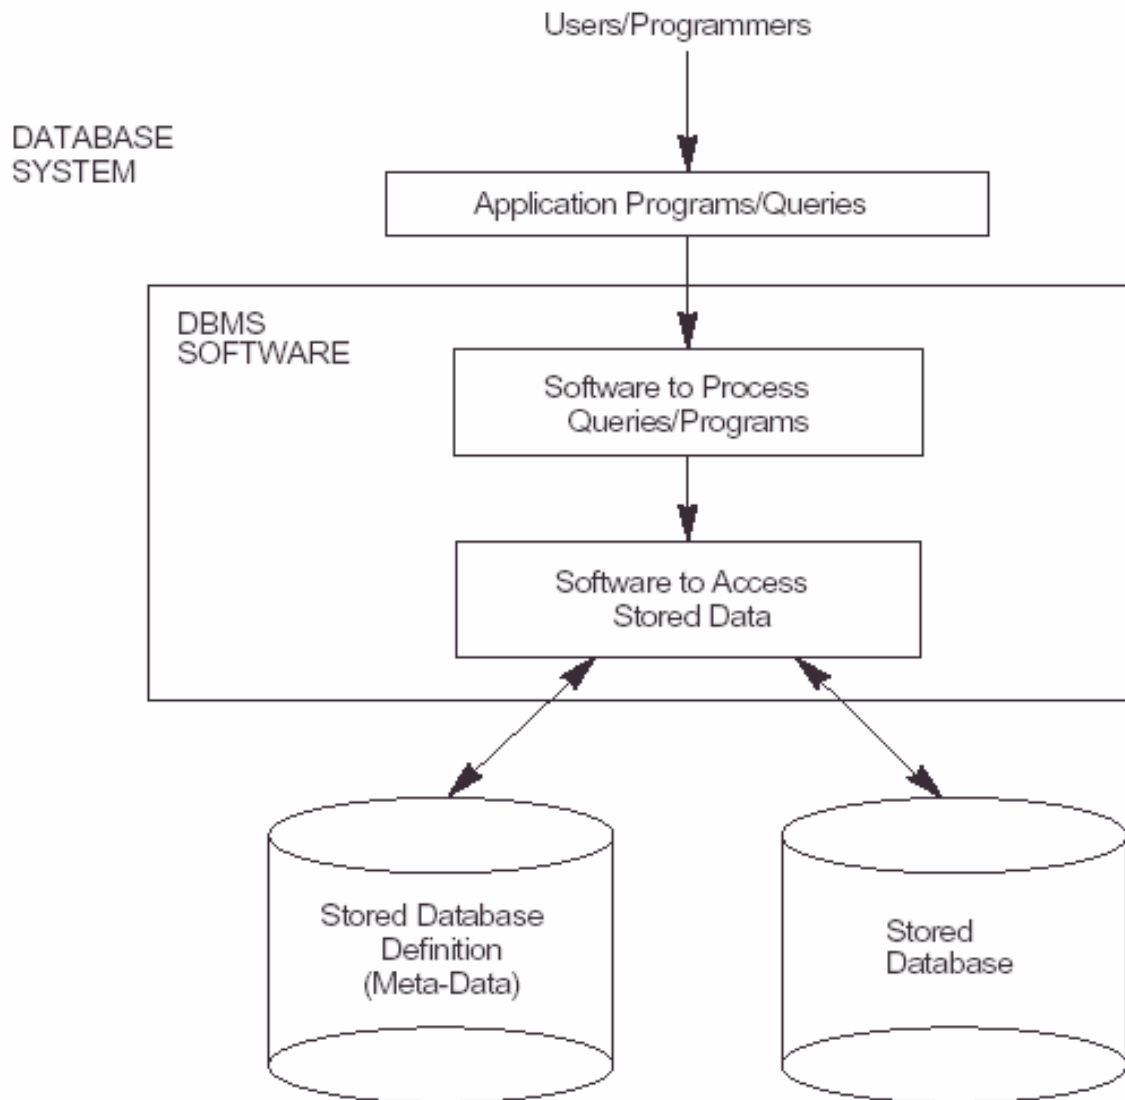 Users/Programmers
DATABASE
SYSTEM
Application Programs/Queries
DBMS
SOFTWARE
Software to Process
Queries/Programs
Software to Access
Stored Data
Stored Database
Definition
(Meta-Data)
Stored
Database